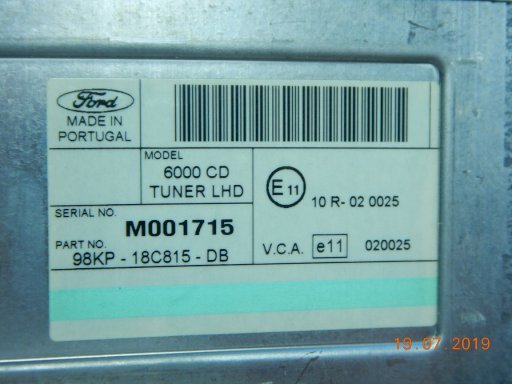 Ford
MADE IN
PORTUGAL
MODEL
6000 CD
TUNER LHD
SERIAL NO.
M001715
PART NO.
98KP - 18C815 - DB
E 11
10 R- 02 0025
V.C.A. e11 020025
19.07.2019